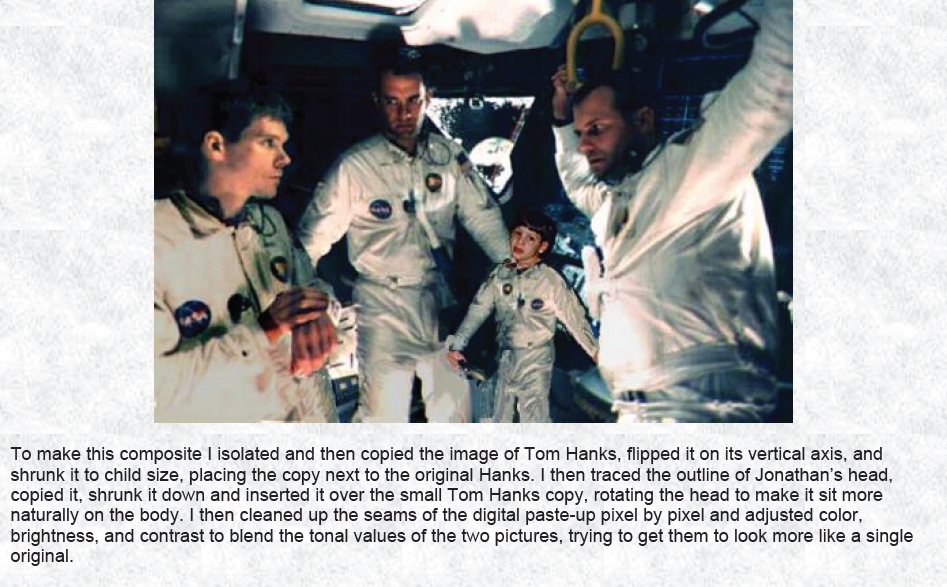 NASA
NASA
To make this composite I isolated and then copied the image of Tom Hanks, flipped it on its vertical axis, and
shrunk it to child size, placing the copy next to the original Hanks. I then traced the outline of Jonathan's head,
copied it, shrunk it down and inserted it over the small Tom Hanks copy, rotating the head to make it sit more
naturally on the body. I then cleaned up the seams of the digital paste-up pixel by pixel and adjusted color,
brightness, and contrast to blend the tonal values of the two pictures, trying to get them to look more like a single
original.